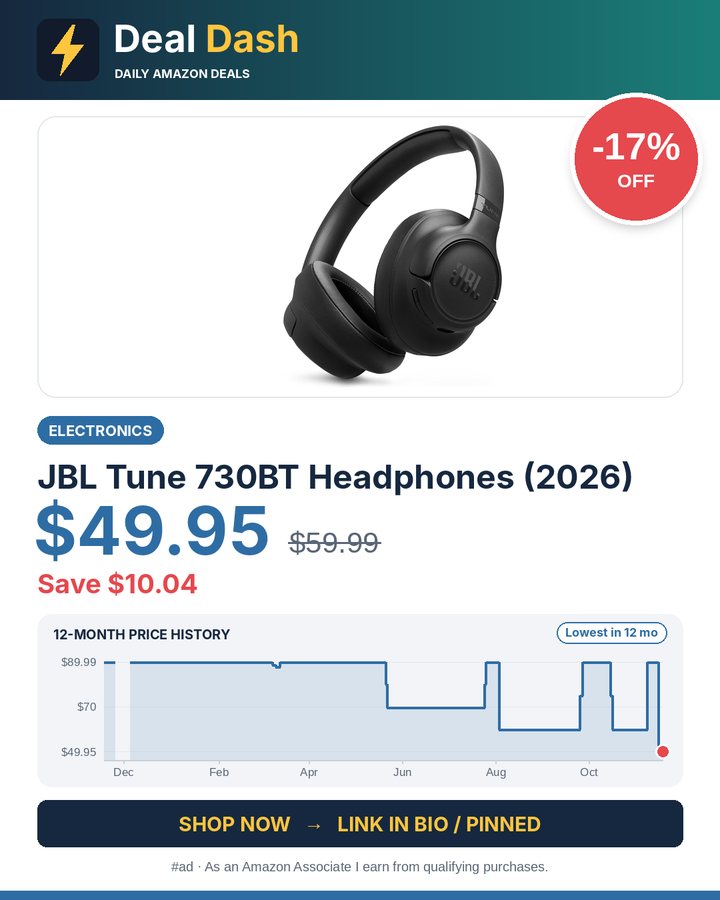 Deal Dash
DAILY AMAZON DEALS
-17%
OFF
JBL
ELECTRONICS
JBL Tune 730BT Headphones (2026)
$49.95 $59.99
Save $10.04
12-MONTH PRICE HISTORY
Lowest in 12 mo
$89.99
$70
$49.95
Dec Feb Apr Jun Aug Oct
SHOP NOW → LINK IN BIO / PINNED
#ad · As an Amazon Associate I earn from qualifying purchases.